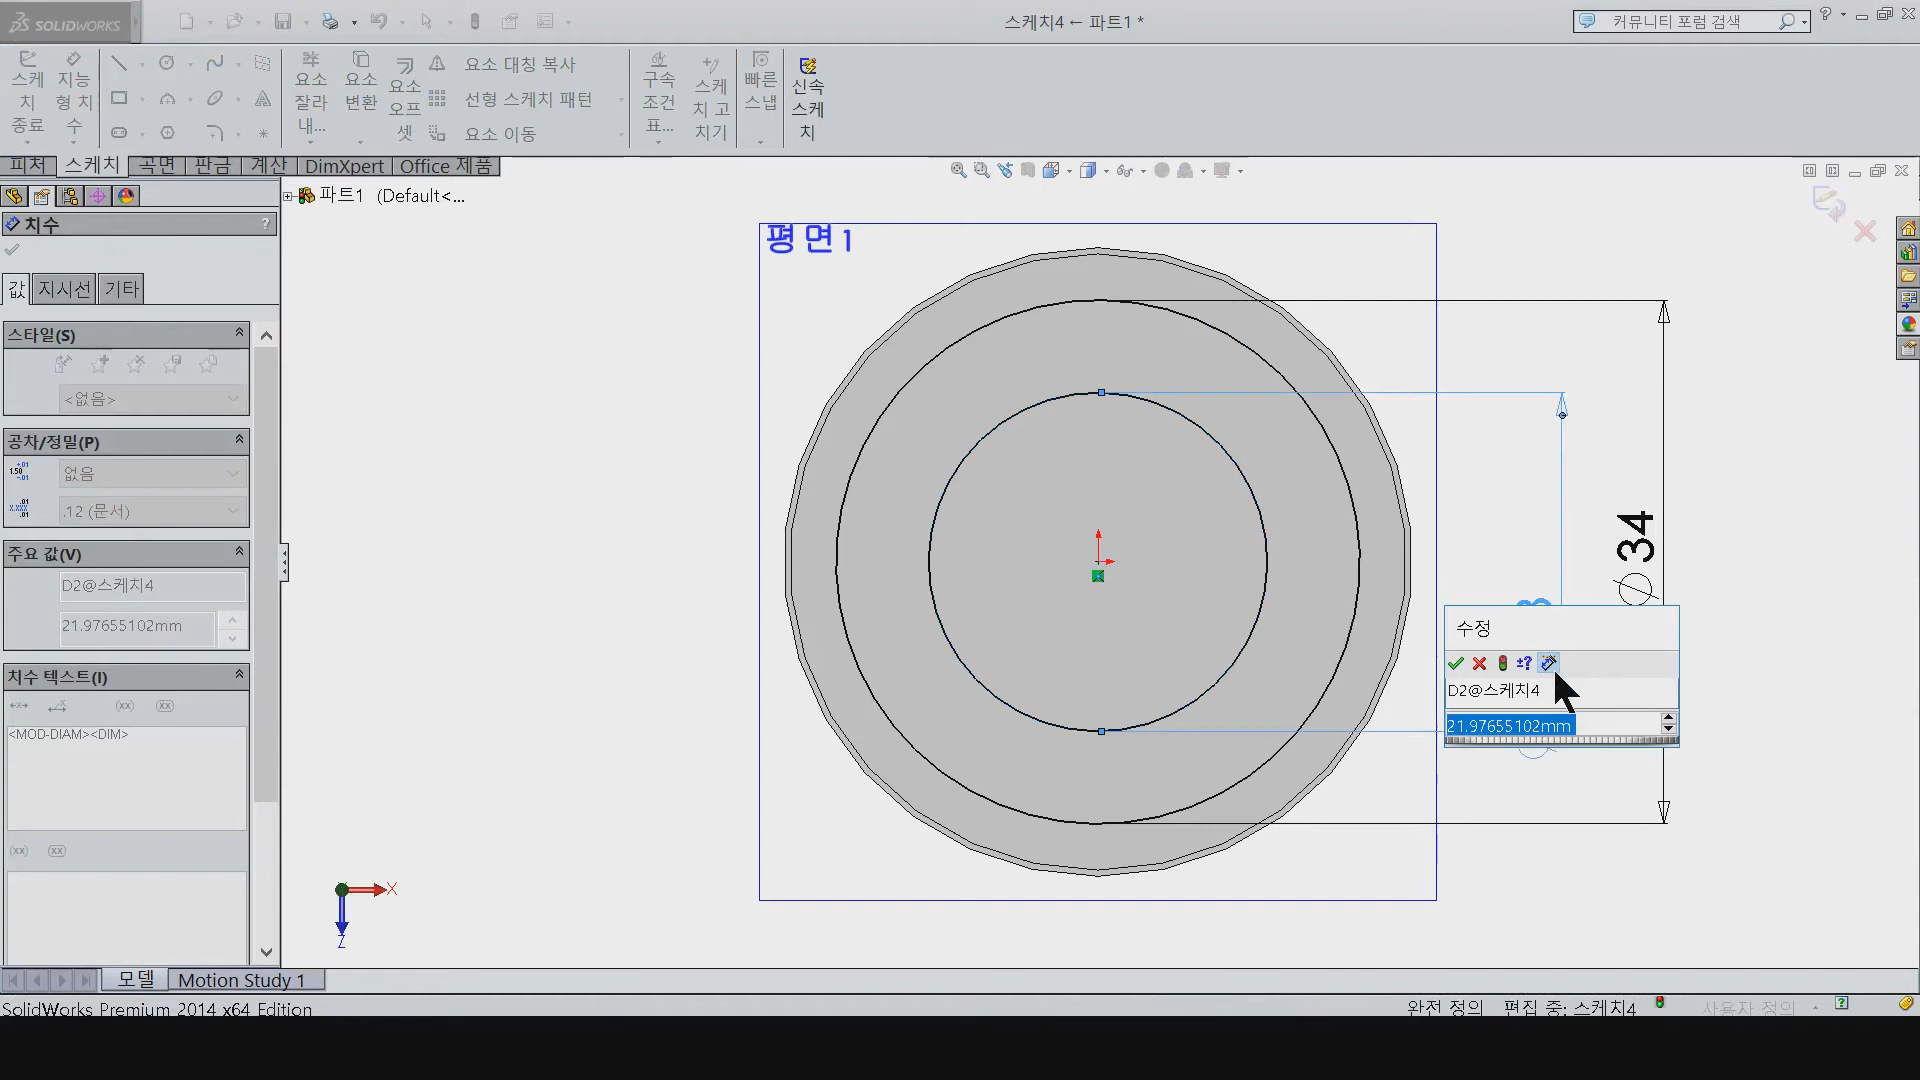 SOLIDWORKS
스케치4 ← 파트1 *
커뮤니티 포럼 검색
스케
치
종료
지능
형 치
수
요소
잘라
내...
요소
변환
요소
오프
셋
요소 대칭 복사
선형 스케치 패턴
요소 이동
구속
조건
표...
스케
치 고
치기
빠른
스냅
신속
스케
치
피처
스케치
곡면
판금
계산
DimXpert
Office 제품
파트1 (Default<...
치수
?
값
지시선
기타
스타일(S)
<없음>
공차/정밀(P)
없음
.12 (문서)
주요 값(V)
D2@스케치4
21.97655102mm
치수 텍스트(I)
<MOD-DIAM><DIM>
평면1
∅ 34
수정
D2@스케치4
21.97655102mm
X
Z
모델
Motion Study 1
SolidWorks Premium 2014 x64 Edition
완전 정의
편집 중: 스케치4
사용자 정의